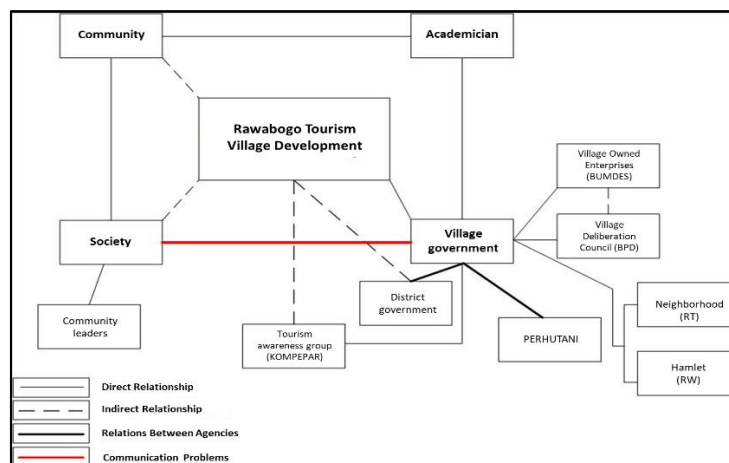 Community
Academician
Rawabogo Tourism
Village Development
Village Owned
Enterprises
(BUMDES)
Village
Deliberation
Council (BPD)
Society
Village
government
Community
leaders
District
government
Tourism
awareness group
(KOMPEPAR)
PERHUTANI
Neighborhood
(RT)
Hamlet
(RW)
Direct Relationship
Indirect Relationship
Relations Between Agencies
Communication Problems